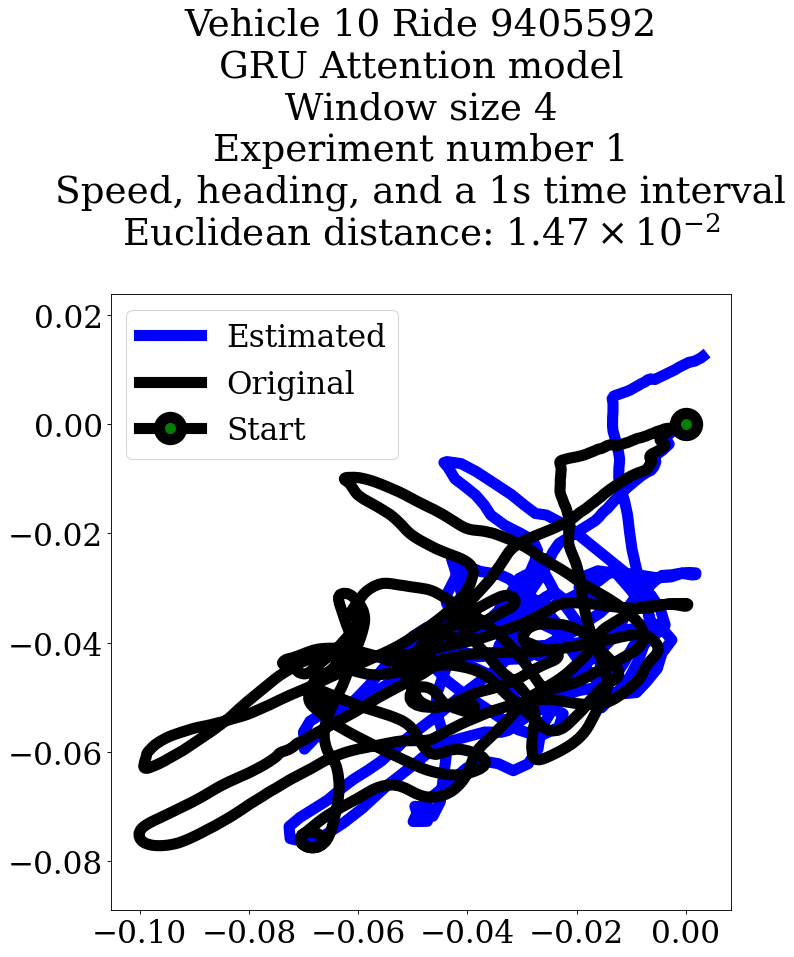 Vehicle 10 Ride 9405592
GRU Attention model
Window size 4
Experiment number 1
Speed, heading, and a 1s time interval
Euclidean distance: 1.47 × 10⁻²
Estimated
Original
Start
0.02
0.00
−0.02
−0.04
−0.06
−0.08
−0.10 −0.08 −0.06 −0.04 −0.02 0.00